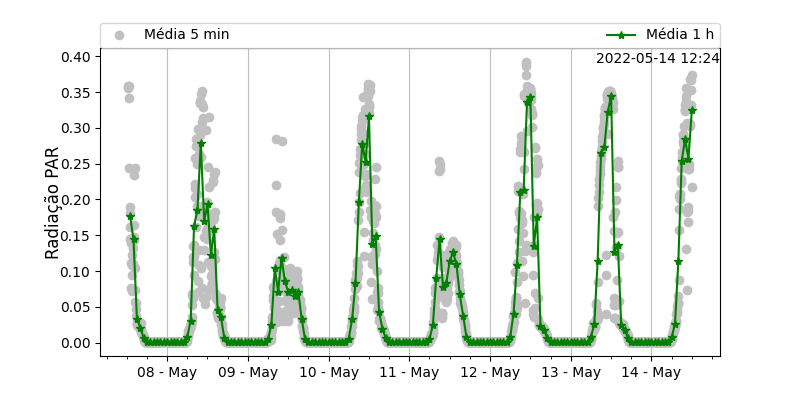 Média 5 min
Média 1 h
2022-05-14 12:24
Radiação PAR
0.40
0.35
0.30
0.25
0.20
0.15
0.10
0.05
0.00
08 - May
09 - May
10 - May
11 - May
12 - May
13 - May
14 - May